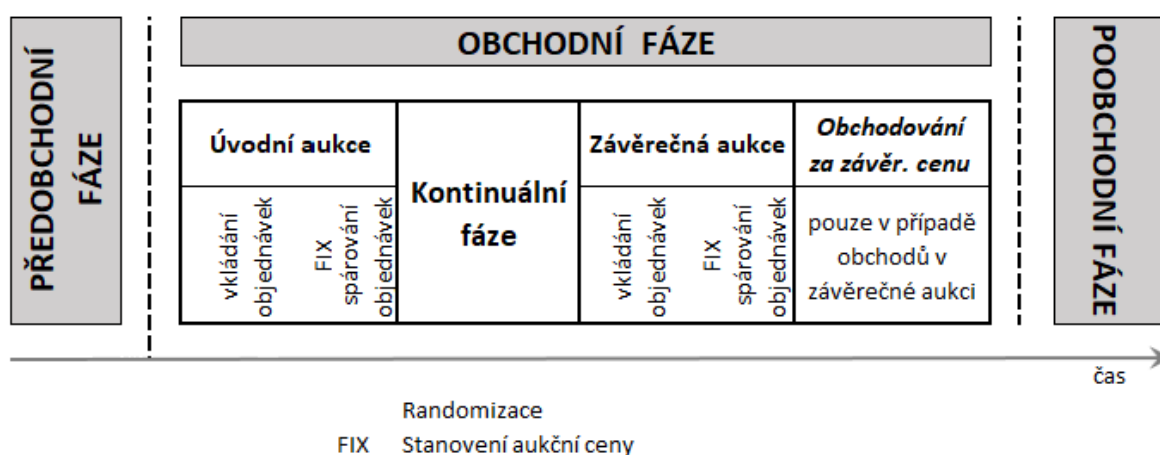 PŘEDOBCHODNÍ
FÁZE
OBCHODNÍ FÁZE
Úvodní aukce
vkládání
objednávek
FIX
spárování
objednávek
Kontinuální
fáze
Závěrečná aukce
vkládání
objednávek
FIX
spárování
objednávek
Obchodování
za závěr. cenu
pouze v případě
obchodů v
závěrečné aukci
POOBCHODNÍ FÁZE
čas
Randomizace
FIX Stanovení aukční ceny